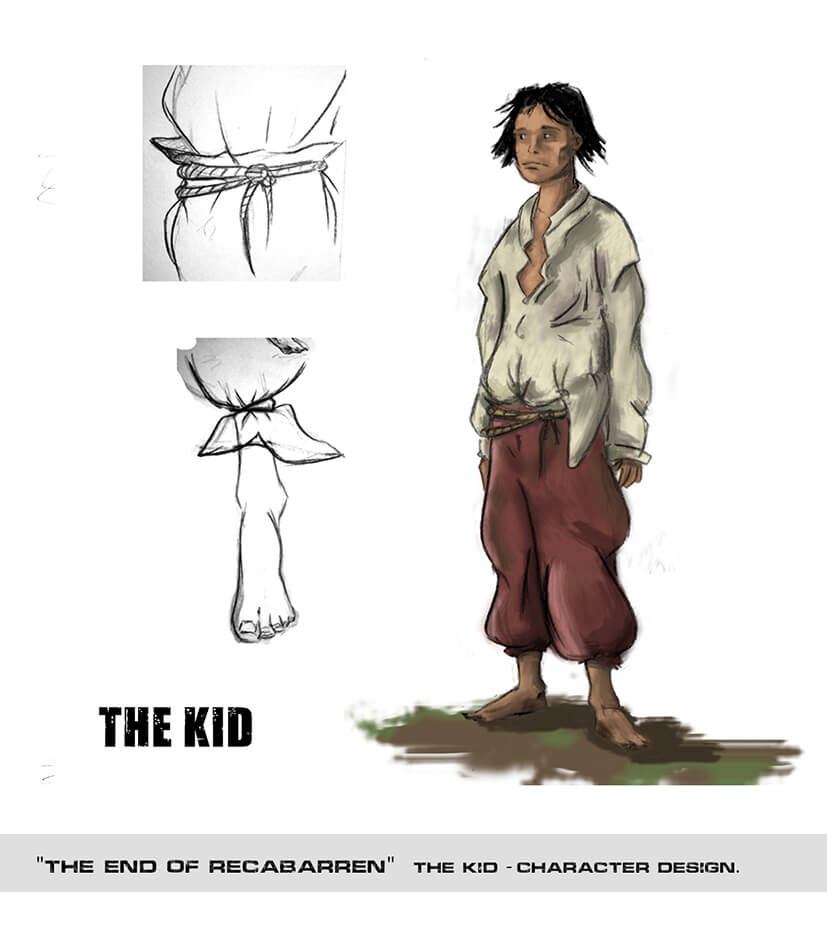 THE KID
"THE END OF RECABARREN" THE KID - CHARACTER DESIGN.